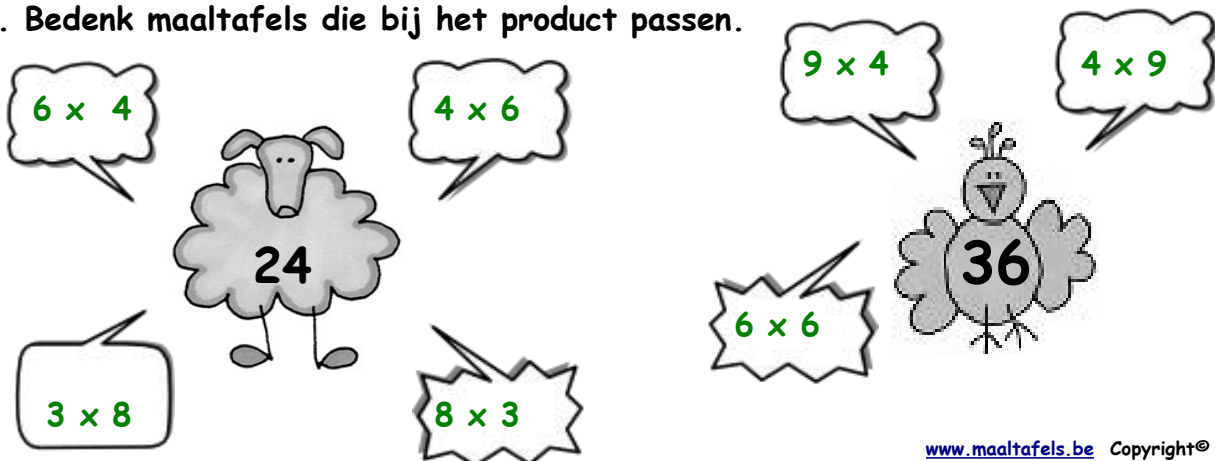 . Bedenk maaltafels die bij het product passen.
6 x 4
4 x 6
24
3 x 8
8 x 3
9 x 4
4 x 9
36
6 x 6
www.maaltafels.be Copyright©